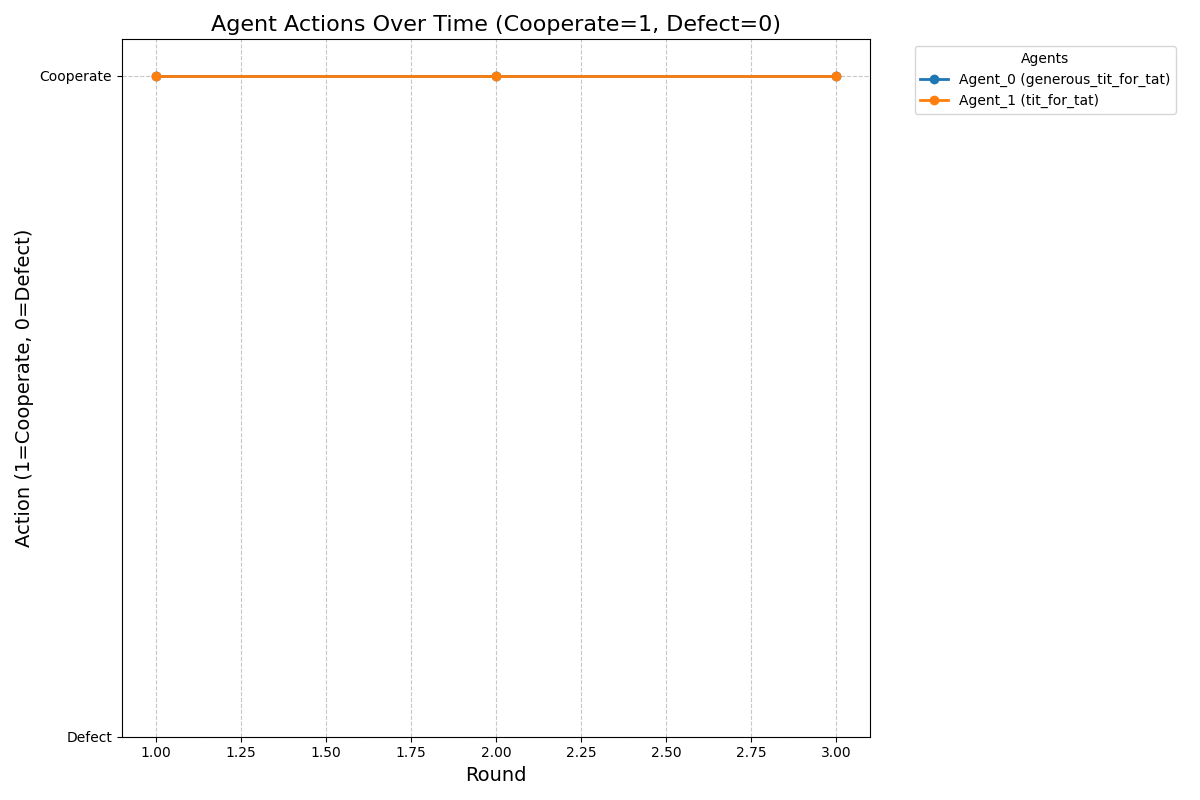 Agent Actions Over Time (Cooperate=1, Defect=0)
Agents
Agent_0 (generous_tit_for_tat)
Agent_1 (tit_for_tat)
Action (1=Cooperate, 0=Defect)
Cooperate
Defect
1.00 1.25 1.50 1.75 2.00 2.25 2.50 2.75 3.00
Round